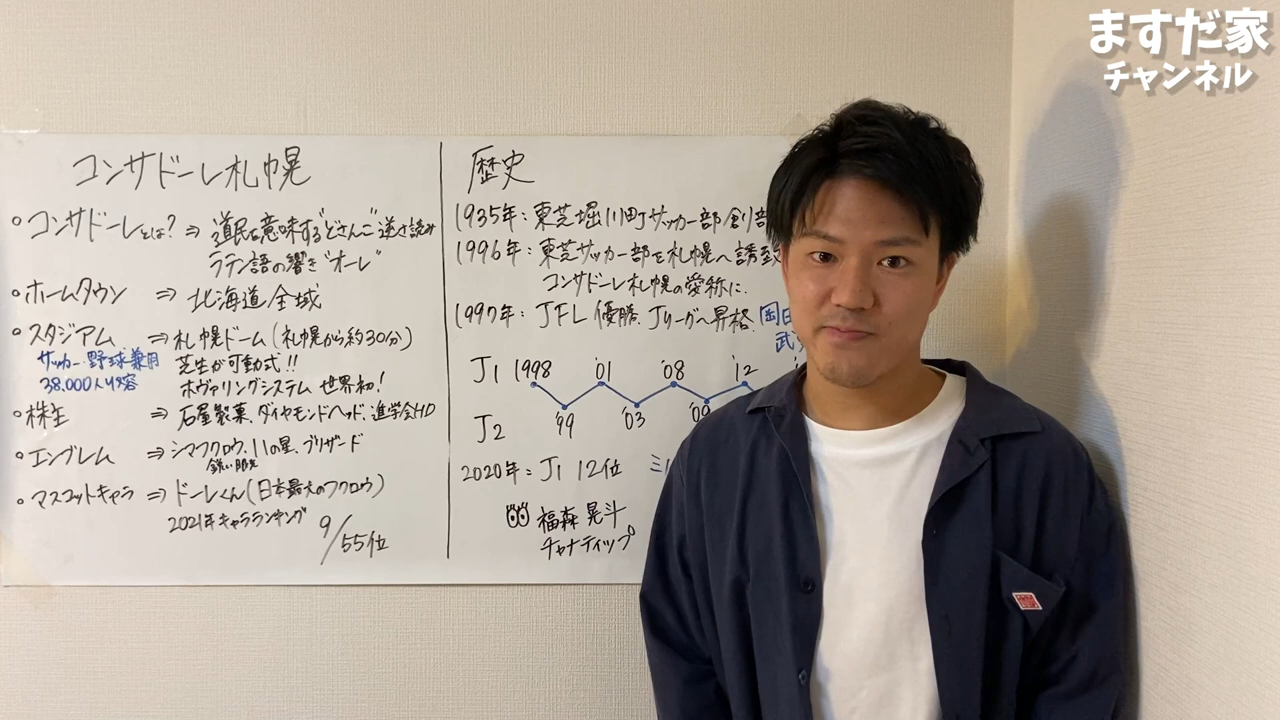 ますだ家
チャンネル
コンサドーレ札幌
・コンサドーレとは? ⇒ 道民を意味する"どさんこ"逆さ読み
ラテン語の響き"オーレ"
・ホームタウン ⇒ 北海道全域
・スタジアム ⇒ 札幌ドーム(札幌から約30分)
サッカー・野球兼用 芝生が可動式!!
38.000人収容 ホヴァリングシステム 世界初!
・株主 ⇒ 石屋製菓、ダイヤモンドヘッド、進学会HD
・エンブレム ⇒ シマフクロウ、11の星、ブリザード
鋭い眼光
・マスコットキャラ ⇒ ドーレくん(日本最大のフクロウ)
2021年キャラランキング 9/55位
歴史
1935年:東芝堀川町サッカー部創部
1996年:東芝サッカー部を札幌へ誘致
コンサドーレ札幌の愛称に.
1997年:JFL優勝、Jリーグへ昇格、岡田
武
J1 1998 '01 '08 '12
J2 '99 '03 '09
2020年:J1 12位
福森晃斗
チャナティップ